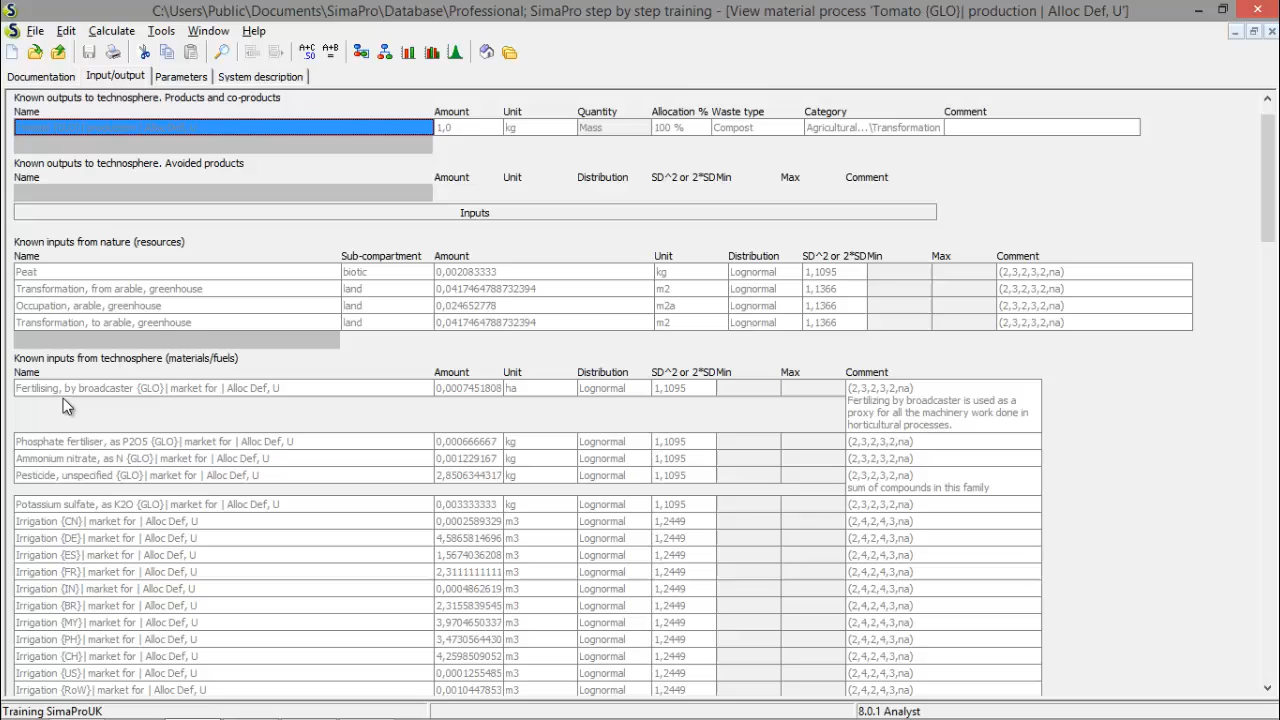 C:\Users\Public\Documents\SimaPro\Database\Professional; SimaPro step by step training - [View material process 'Tomato {GLO}| production | Alloc Def, U']
File Edit Calculate Tools Window Help
Documentation Input/output Parameters System description
Known outputs to technosphere. Products and co-products
Name Amount Unit Quantity Allocation % Waste type Category Comment
1,0 kg Mass 100 % Compost Agricultural...\Transformation
Known outputs to technosphere. Avoided products
Name Amount Unit Distribution SD^2 or 2*SD Min Max Comment
Inputs
Known inputs from nature (resources)
Name Sub-compartment Amount Unit Distribution SD^2 or 2*SD Min Max Comment
Peat biotic 0,002083333 kg Lognormal 1,1095 (2,3,2,3,2,na)
Transformation, from arable, greenhouse land 0,0417464788732394 m2 Lognormal 1,1366 (2,3,2,3,2,na)
Occupation, arable, greenhouse land 0,024652778 m2a Lognormal 1,1366 (2,3,2,3,2,na)
Transformation, to arable, greenhouse land 0,0417464788732394 m2 Lognormal 1,1366 (2,3,2,3,2,na)
Known inputs from technosphere (materials/fuels)
Name Amount Unit Distribution SD^2 or 2*SD Min Max Comment
Fertilising, by broadcaster {GLO}| market for | Alloc Def, U 0,0007451808 ha Lognormal 1,1095 (2,3,2,3,2,na)
Fertilizing by broadcaster is used as a
proxy for all the machinery work done in
horticultural processes.
Phosphate fertiliser, as P2O5 {GLO}| market for | Alloc Def, U 0,000666667 kg Lognormal 1,1095 (2,3,2,3,2,na)
Ammonium nitrate, as N {GLO}| market for | Alloc Def, U 0,001229167 kg Lognormal 1,1095 (2,3,2,3,2,na)
Pesticide, unspecified {GLO}| market for | Alloc Def, U 2,8506344317 kg Lognormal 1,1095 (2,3,2,3,2,na)
sum of compounds in this family
Potassium sulfate, as K2O {GLO}| market for | Alloc Def, U 0,003333333 kg Lognormal 1,1095 (2,3,2,3,2,na)
Irrigation {CN}| market for | Alloc Def, U 0,0002589329 m3 Lognormal 1,2449 (2,4,2,4,3,na)
Irrigation {DE}| market for | Alloc Def, U 4,5865814696 m3 Lognormal 1,2449 (2,4,2,4,3,na)
Irrigation {ES}| market for | Alloc Def, U 1,5674036208 m3 Lognormal 1,2449 (2,4,2,4,3,na)
Irrigation {FR}| market for | Alloc Def, U 2,3111111111 m3 Lognormal 1,2449 (2,4,2,4,3,na)
Irrigation {IN}| market for | Alloc Def, U 0,0004862619 m3 Lognormal 1,2449 (2,4,2,4,3,na)
Irrigation {BR}| market for | Alloc Def, U 2,3155839545 m3 Lognormal 1,2449 (2,4,2,4,3,na)
Irrigation {MY}| market for | Alloc Def, U 3,9704650337 m3 Lognormal 1,2449 (2,4,2,4,3,na)
Irrigation {PH}| market for | Alloc Def, U 3,4730564430 m3 Lognormal 1,2449 (2,4,2,4,3,na)
Irrigation {CH}| market for | Alloc Def, U 4,2598509052 m3 Lognormal 1,2449 (2,4,2,4,3,na)
Irrigation {US}| market for | Alloc Def, U 0,0001255485 m3 Lognormal 1,2449 (2,4,2,4,3,na)
Irrigation {RoW}| market for | Alloc Def, U 0,0010447853 m3 Lognormal 1,2449 (2,4,2,4,3,na)
Training SimaProUK 8.0.1 Analyst